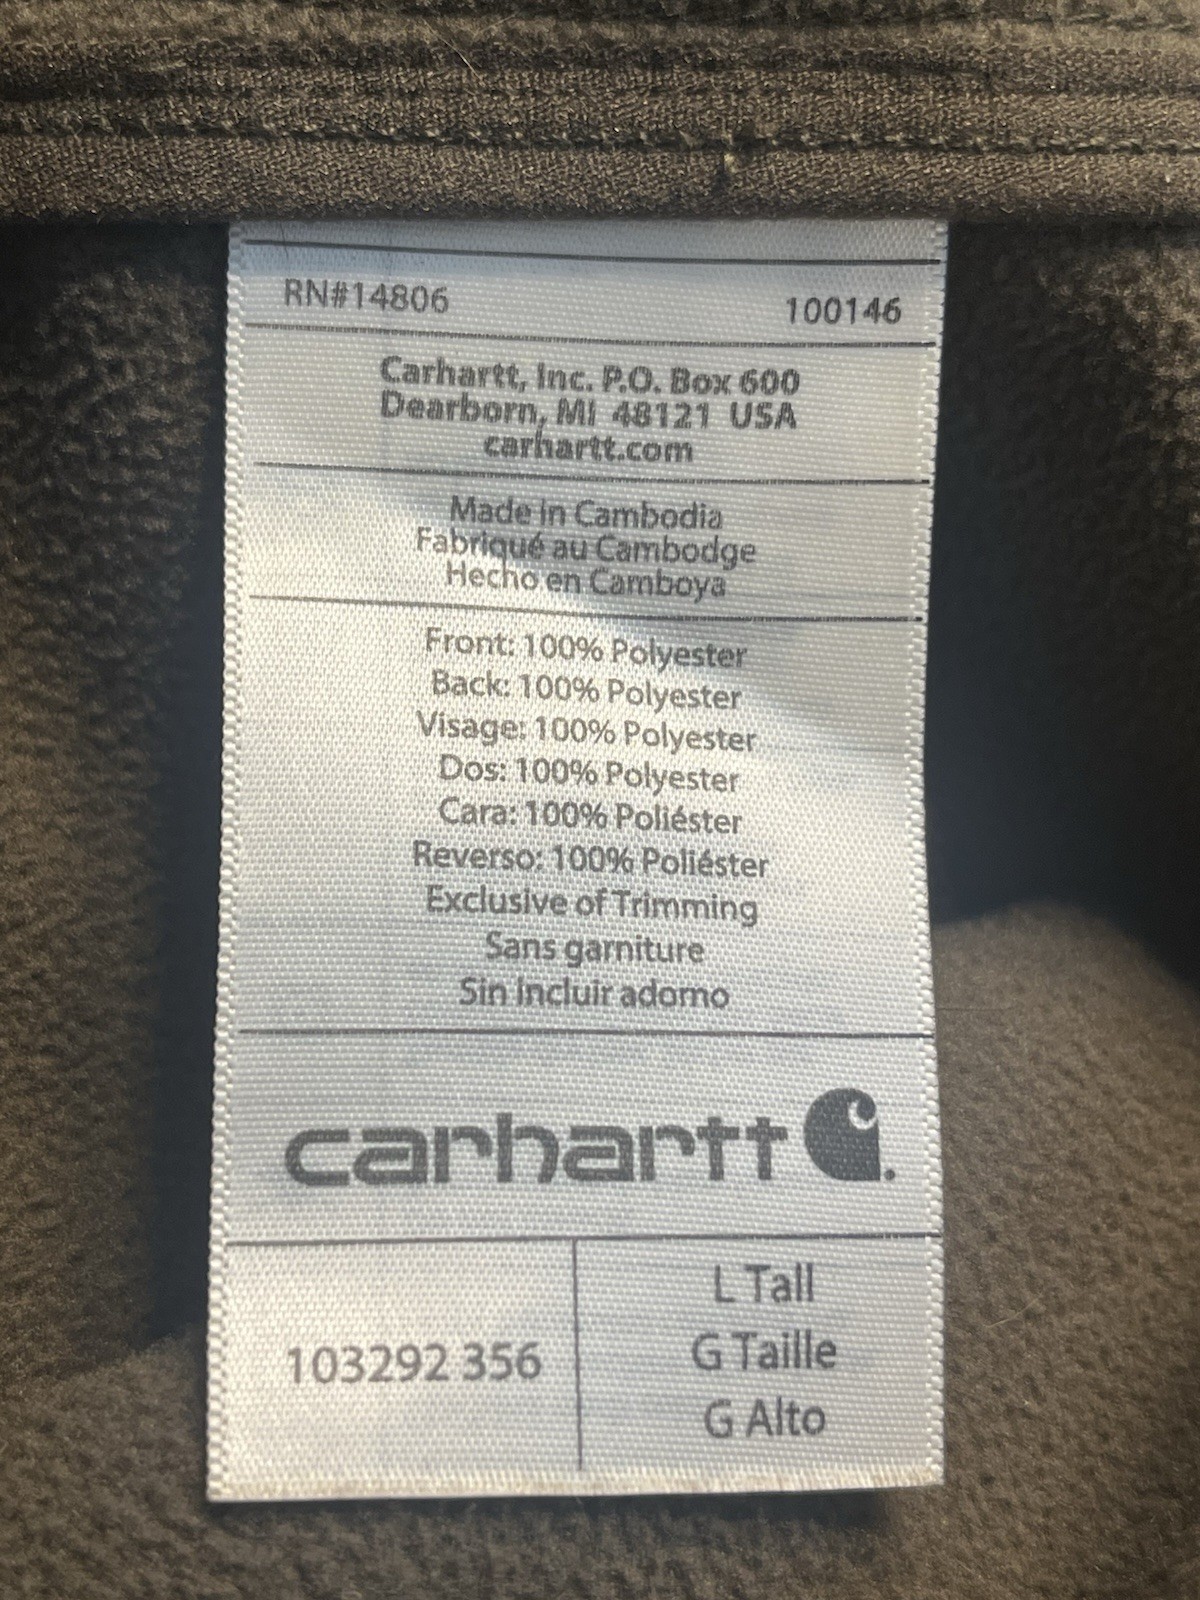 RN#14806 100146
Carhartt, Inc. P.O. Box 600
Dearborn, MI 48121 USA
carhartt.com
Made in Cambodia
Fabriqué au Cambodge
Hecho en Camboya
Front: 100% Polyester
Back: 100% Polyester
Visage: 100% Polyester
Dos: 100% Polyester
Cara: 100% Poliéster
Reverso: 100% Poliéster
Exclusive of Trimming
Sans garniture
Sin incluir adorno
carhartt
103292 356
L Tall
G Taille
G Alto